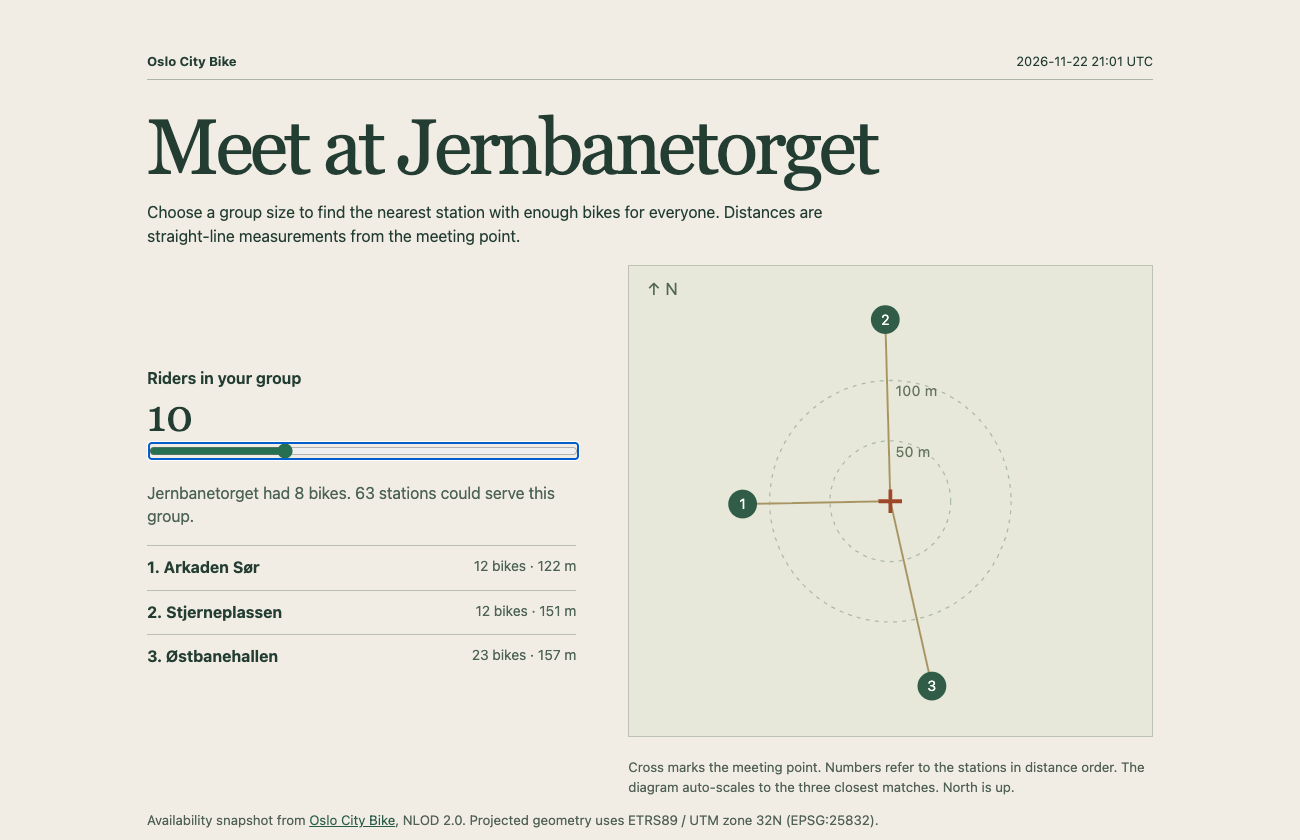 Oslo City Bike
2026-11-22 21:01 UTC
Meet at Jernbanetorget
Choose a group size to find the nearest station with enough bikes for everyone. Distances are
straight-line measurements from the meeting point.
Riders in your group
10
Jernbanetorget had 8 bikes. 63 stations could serve this
group.
1. Arkaden Sør
12 bikes · 122 m
2. Stjerneplassen
12 bikes · 151 m
3. Østbanehallen
23 bikes · 157 m
↑ N
2
100 m
50 m
1
3
Cross marks the meeting point. Numbers refer to the stations in distance order. The
diagram auto-scales to the three closest matches. North is up.
Availability snapshot from Oslo City Bike, NLOD 2.0. Projected geometry uses ETRS89 / UTM zone 32N (EPSG:25832).